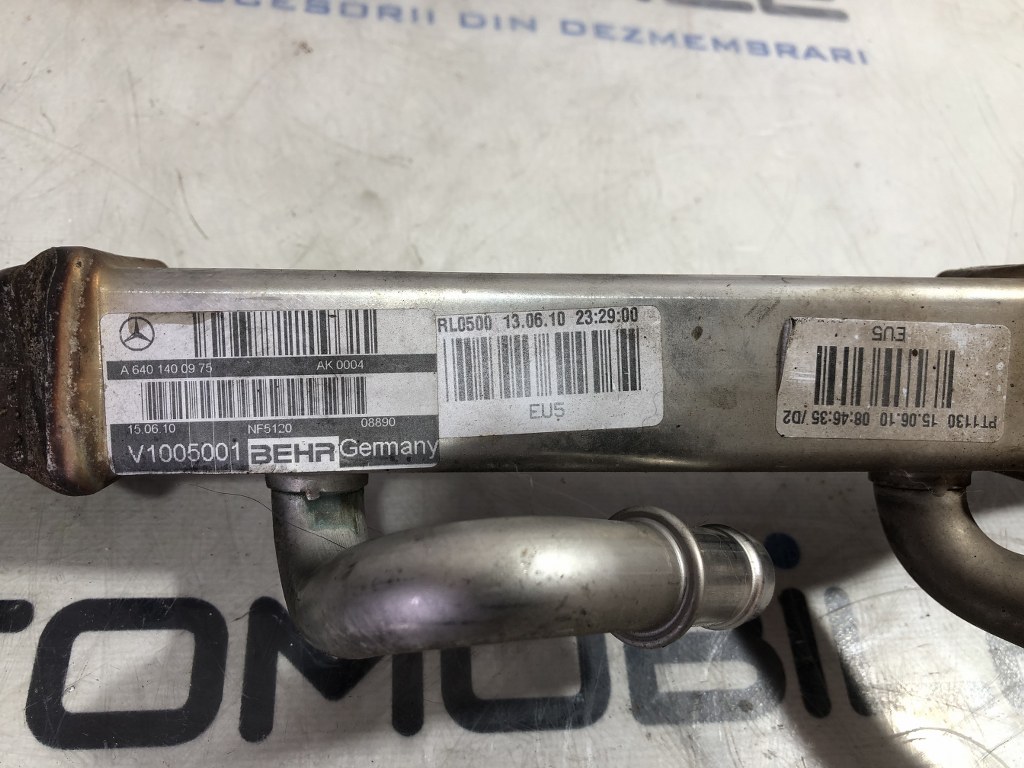 ACCESORII DIN DEZMEMBRARI
A 640 140 09 75 AK 0004
15.06.10 NF5120 08890
V1005001 BEHR Germany
RL0500 13.06.10 23:29:00
EU5
PT1130 15.06.10 08:46:35 /D2
EU5
TOMOBIL